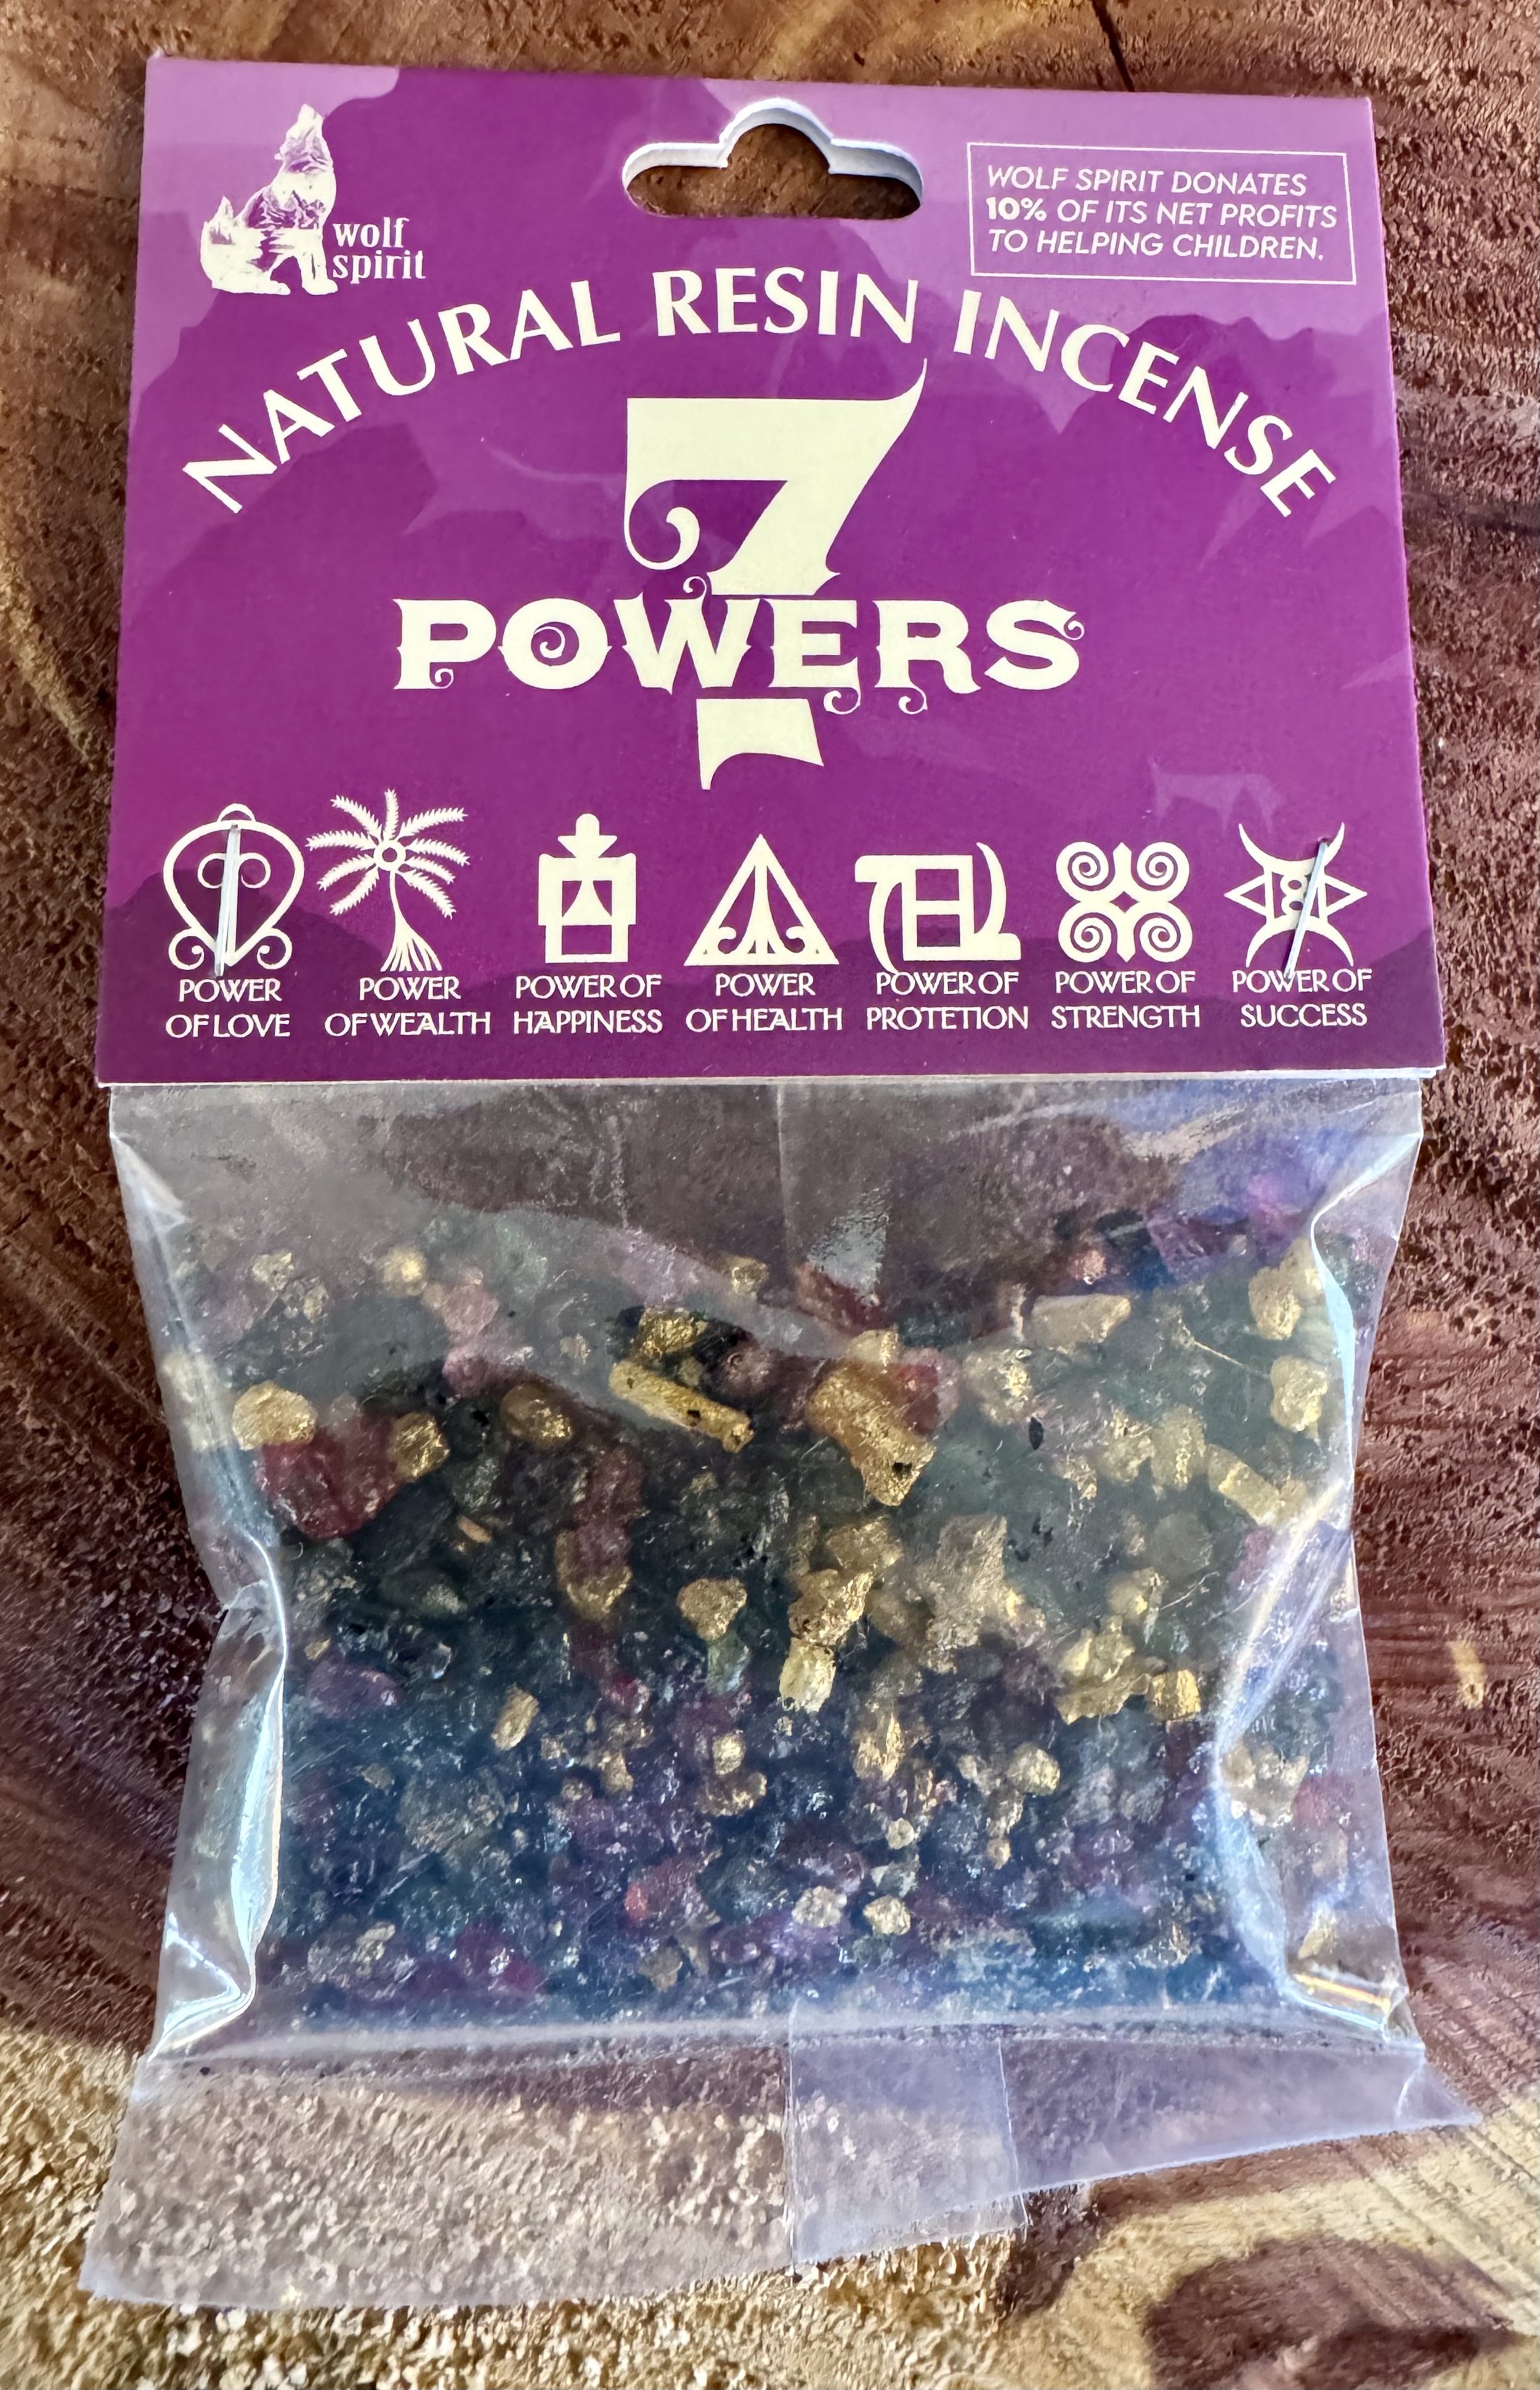 wolf
spirit
WOLF SPIRIT DONATES
10% OF ITS NET PROFITS
TO HELPING CHILDREN.
NATURAL RESIN INCENSE
7
POWERS
POWER
OF LOVE
POWER
OF WEALTH
POWER OF
HAPPINESS
POWER
OF HEALTH
POWER OF
PROTETION
POWER OF
STRENGTH
POWER OF
SUCCESS